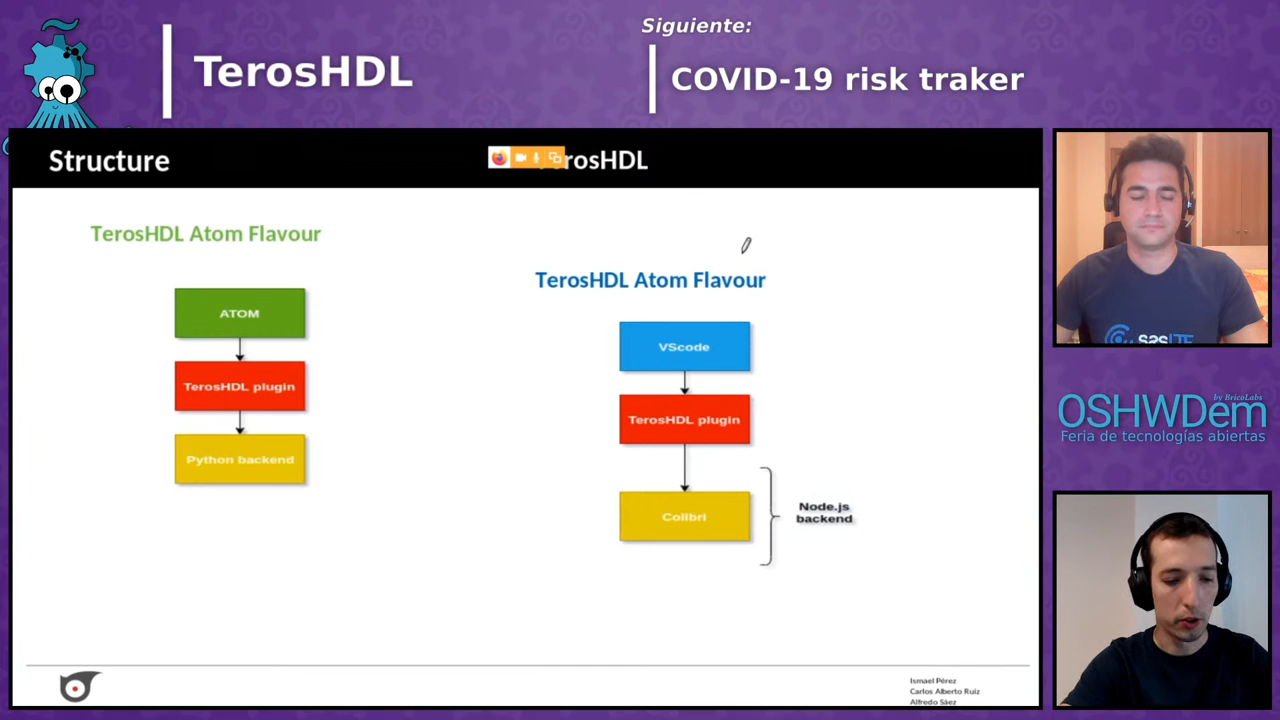 TerosHDL
Siguiente:
COVID-19 risk traker
Structure
rosHDL
TerosHDL Atom Flavour
ATOM
TerosHDL plugin
Python backend
TerosHDL Atom Flavour
VScode
TerosHDL plugin
Colibri
Node.js
backend
Ismael Pérez
Carlos Alberto Ruiz
Alfredo Sáez
OSHWDem
by BricoLabs
Feria de tecnologías abiertas